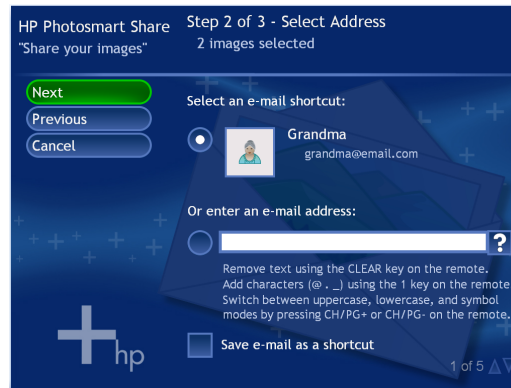 HP Photosmart Share
"Share your images"
Step 2 of 3 - Select Address
2 images selected
Next
Previous
Cancel
Select an e-mail shortcut:
Grandma
grandma@email.com
Or enter an e-mail address:
?
Remove text using the CLEAR key on the remote.
Add characters (@ . _) using the 1 key on the remote
Switch between uppercase, lowercase, and symbol
modes by pressing CH/PG+ or CH/PG- on the remote.
Save e-mail as a shortcut
hp
1 of 5